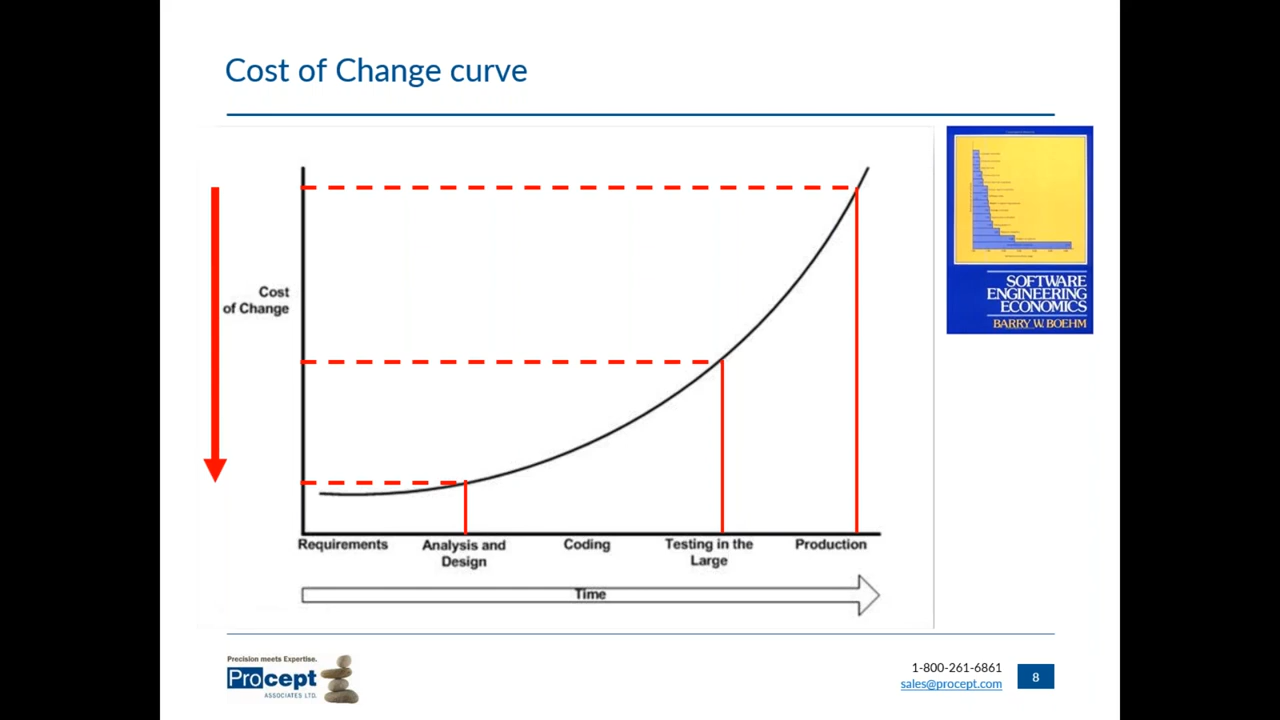 Cost of Change curve
Cost
of Change
Requirements
Analysis and
Design
Coding
Testing in the
Large
Production
Time
SOFTWARE
ENGINEERING
ECONOMICS
BARRY W. BOEHM
Precision meets Expertise.
Procept
ASSOCIATES LTD.
1-800-261-6861
sales@procept.com
8